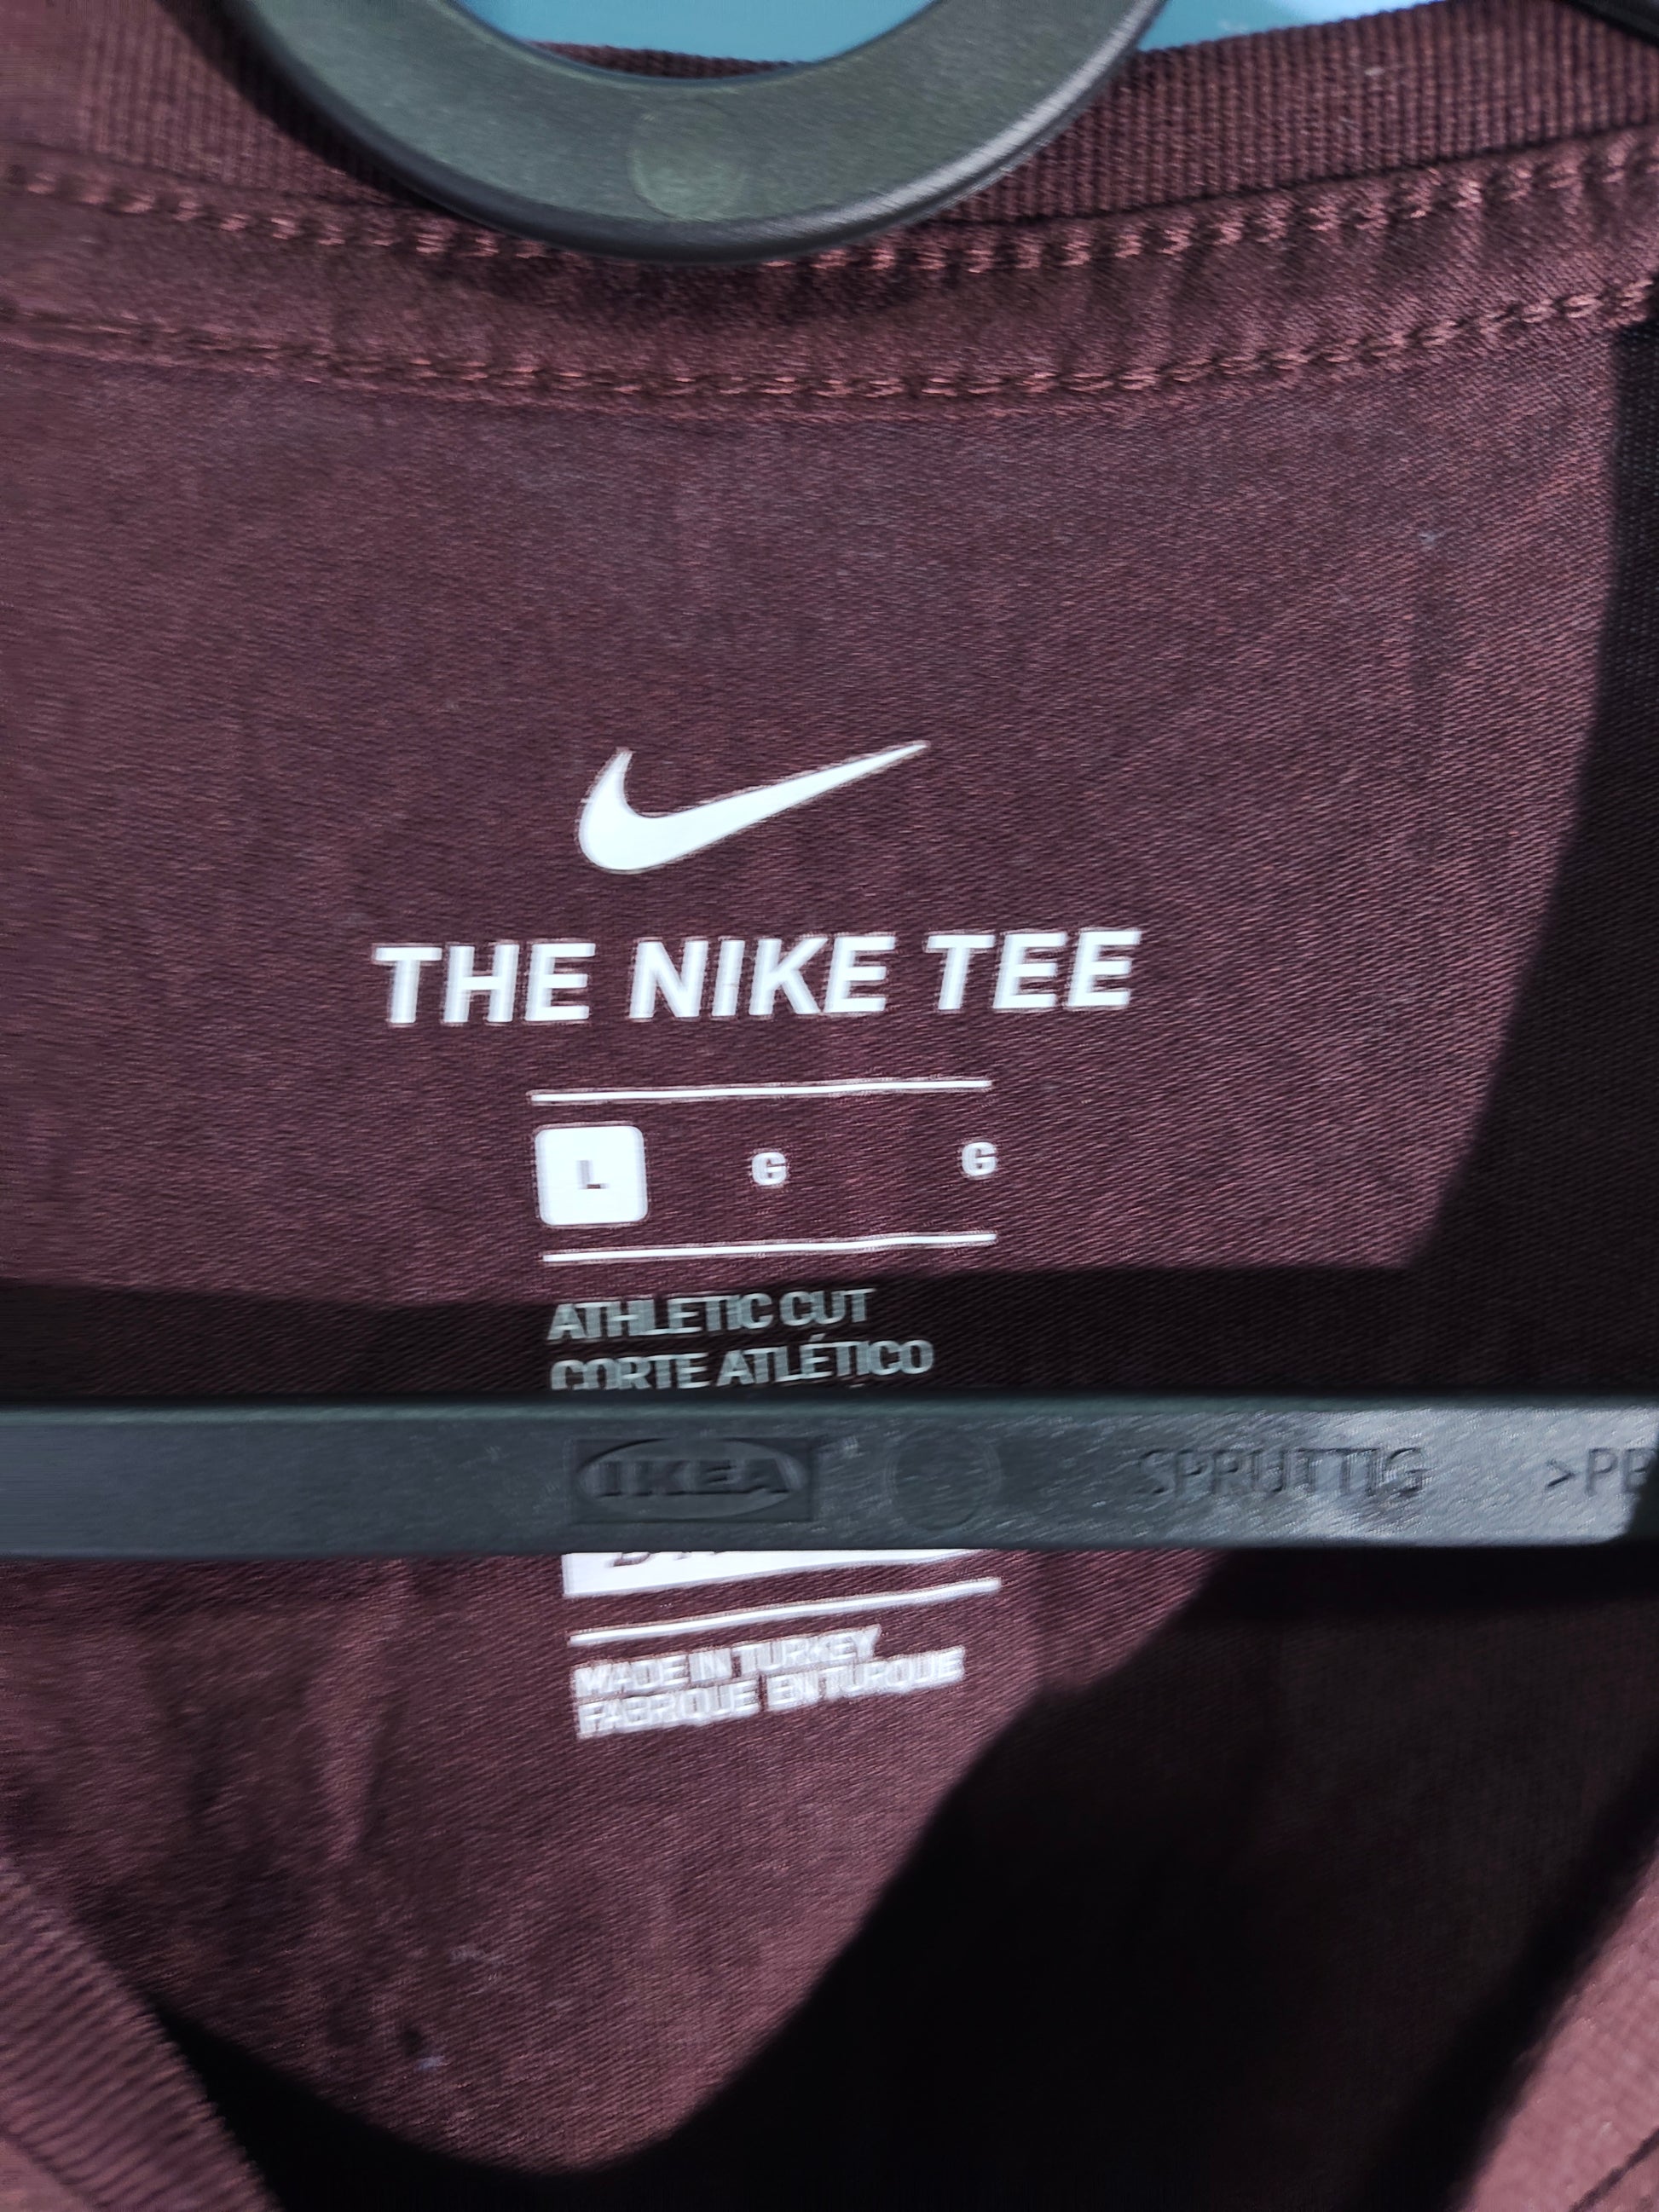 THE NIKE TEE
L G G
ATHLETIC CUT
CORTE ATLÉTICO
IKEA SPRUTTIG
MADE IN TURKEY
FABRIQUE EN TURQUIE